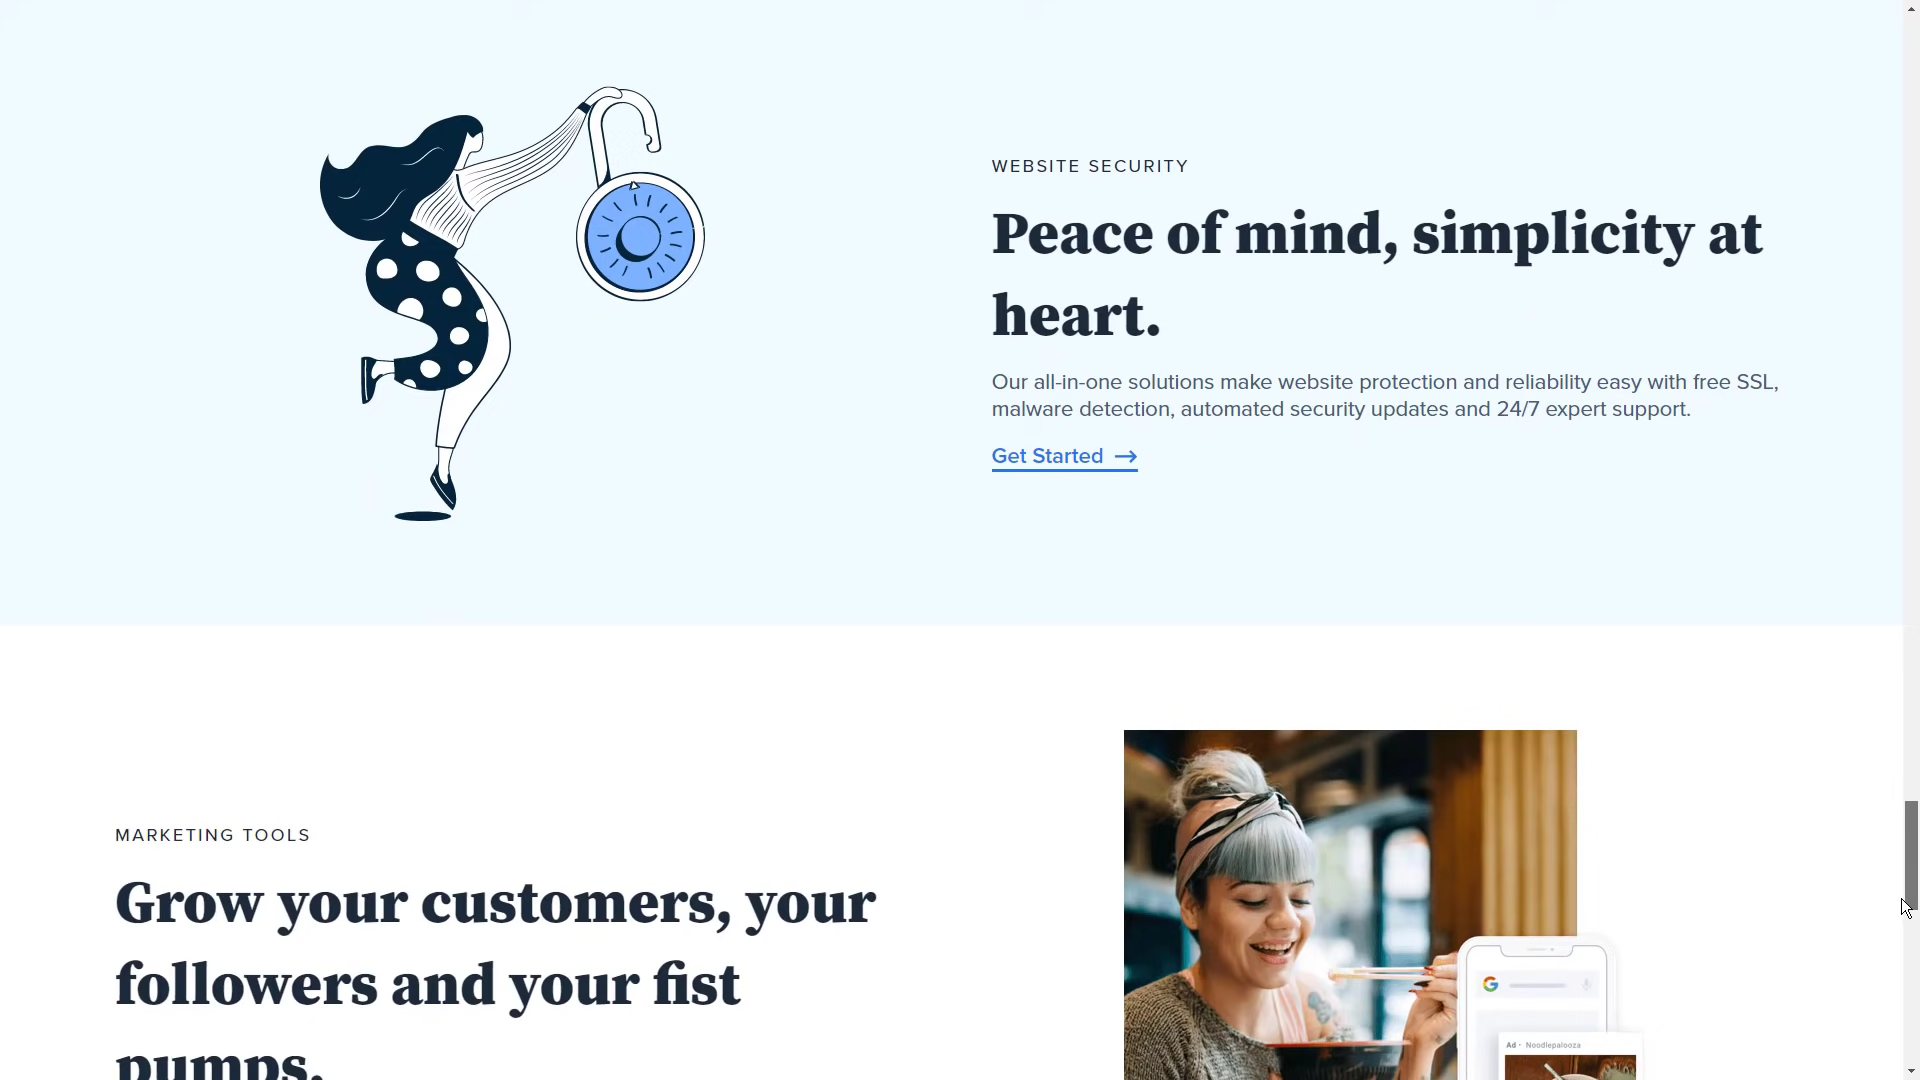 WEBSITE SECURITY
Peace of mind, simplicity at
heart.
Our all-in-one solutions make website protection and reliability easy with free SSL,
malware detection, automated security updates and 24/7 expert support.
Get Started →
MARKETING TOOLS
Grow your customers, your
followers and your fist
pumps.
G
Ad · Noodlepalooza